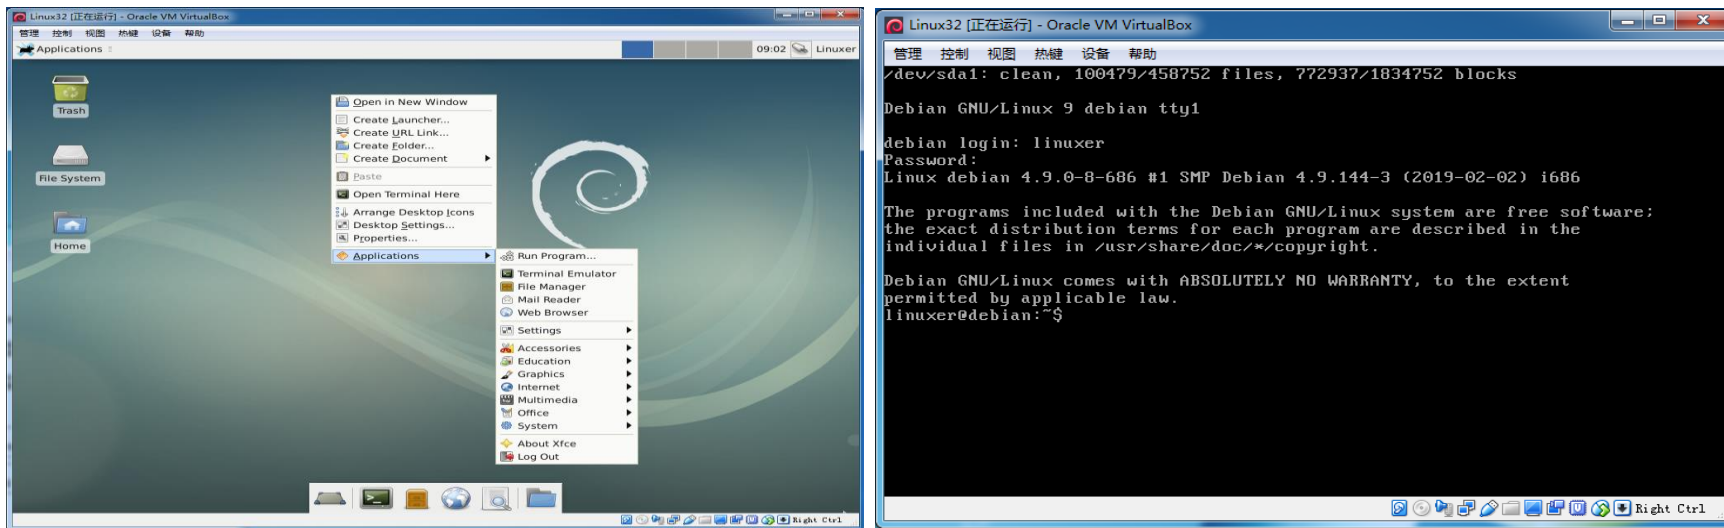 Linux32 [正在运行] - Oracle VM VirtualBox
管理 控制 视图 热键 设备 帮助
Applications
09:02
Linuxer
Trash
File System
Home
Open in New Window
Create Launcher...
Create URL Link...
Create Folder...
Create Document
Paste
Open Terminal Here
Arrange Desktop Icons
Desktop Settings...
Properties...
Applications
Run Program...
Terminal Emulator
File Manager
Mail Reader
Web Browser
Settings
Accessories
Education
Graphics
Internet
Multimedia
Office
System
About Xfce
Log Out
Right Ctrl
Linux32 [正在运行] - Oracle VM VirtualBox
管理 控制 视图 热键 设备 帮助
/dev/sda1: clean, 100479/458752 files, 772937/1834752 blocks
Debian GNU/Linux 9 debian tty1
debian login: linuxer
Password:
Linux debian 4.9.0-8-686 #1 SMP Debian 4.9.144-3 (2019-02-02) i686
The programs included with the Debian GNU/Linux system are free software;
the exact distribution terms for each program are described in the
individual files in /usr/share/doc/*/copyright.
Debian GNU/Linux comes with ABSOLUTELY NO WARRANTY, to the extent
permitted by applicable law.
linuxer@debian:~$
Right Ctrl